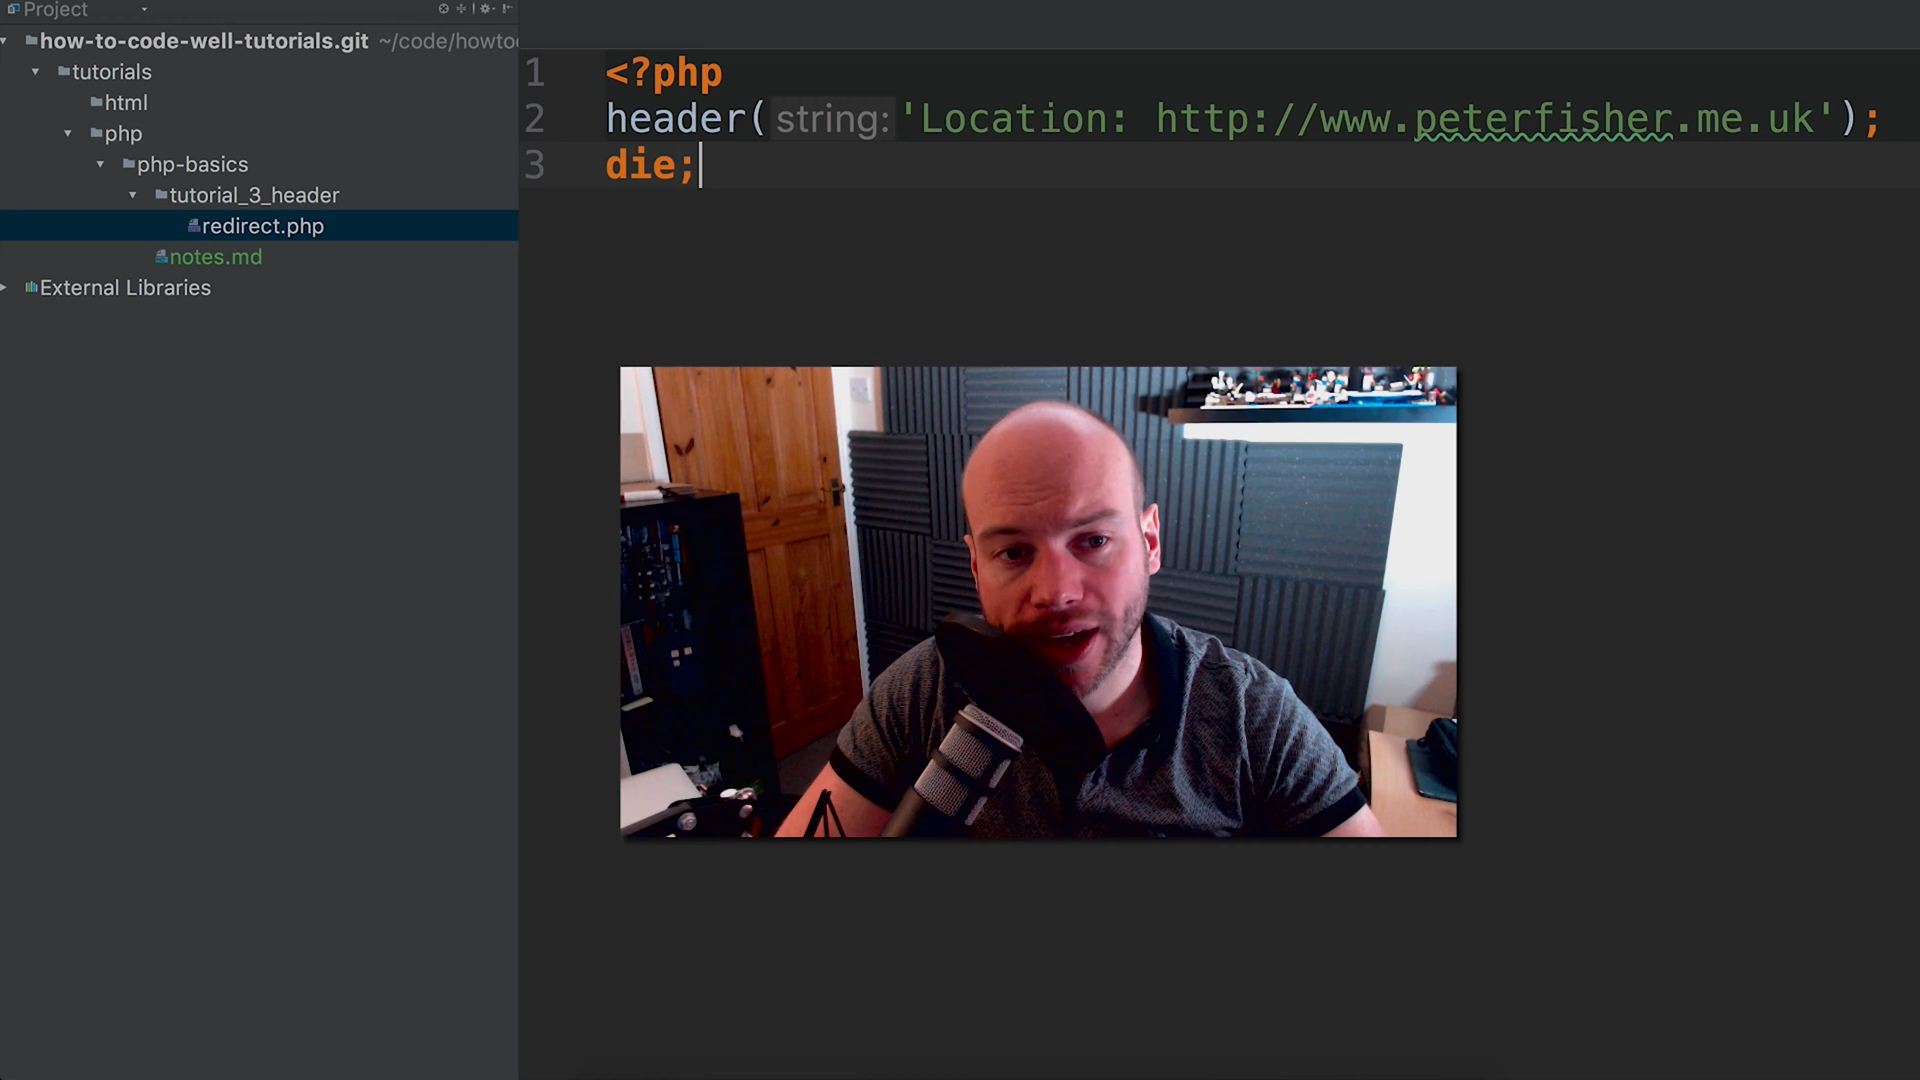 Project
how-to-code-well-tutorials.git ~/code/howto
tutorials
html
php
php-basics
tutorial_3_header
redirect.php
notes.md
External Libraries
1 <?php
2 header( string: 'Location: http://www.peterfisher.me.uk');
3 die;